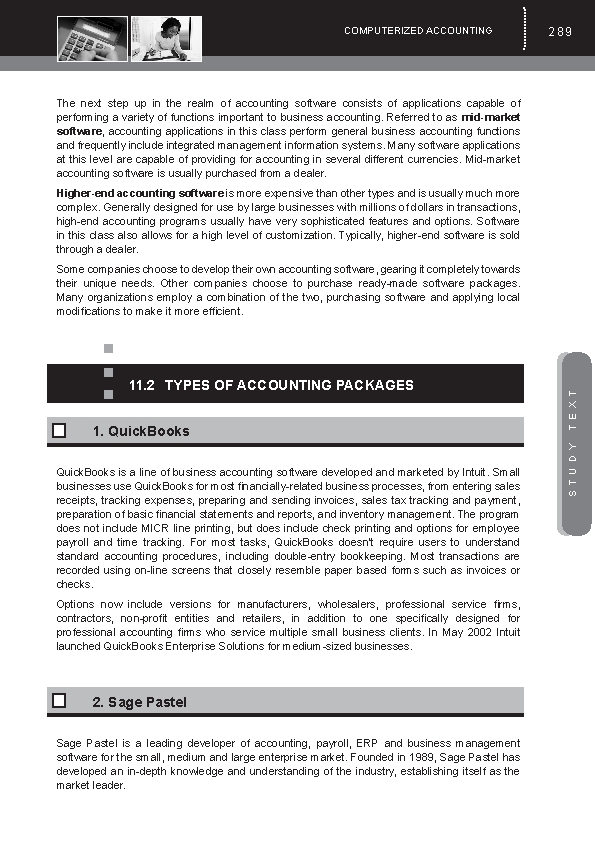 COMPUTERIZED ACCOUNTING
289
The next step up in the realm of accounting software consists of applications capable of
performing a variety of functions important to business accounting. Referred to as mid-market
software, accounting applications in this class perform general business accounting functions
and frequently include integrated management information systems. Many software applications
at this level are capable of providing for accounting in several different currencies. Mid-market
accounting software is usually purchased from a dealer.
Higher-end accounting software is more expensive than other types and is usually much more
complex. Generally designed for use by large businesses with millions of dollars in transactions,
high-end accounting programs usually have very sophisticated features and options. Software
in this class also allows for a high level of customization. Typically, higher-end software is sold
through a dealer.
Some companies choose to develop their own accounting software, gearing it completely towards
their unique needs. Other companies choose to purchase ready-made software packages.
Many organizations employ a combination of the two, purchasing software and applying local
modifications to make it more efficient.
11.2 TYPES OF ACCOUNTING PACKAGES
1. QuickBooks
QuickBooks is a line of business accounting software developed and marketed by Intuit. Small
businesses use QuickBooks for most financially-related business processes, from entering sales
receipts, tracking expenses, preparing and sending invoices, sales tax tracking and payment,
preparation of basic financial statements and reports, and inventory management. The program
does not include MICR line printing, but does include check printing and options for employee
payroll and time tracking. For most tasks, QuickBooks doesn't require users to understand
standard accounting procedures, including double-entry bookkeeping. Most transactions are
recorded using on-line screens that closely resemble paper based forms such as invoices or
checks.
Options now include versions for manufacturers, wholesalers, professional service firms,
contractors, non-profit entities and retailers, in addition to one specifically designed for
professional accounting firms who service multiple small business clients. In May 2002 Intuit
launched QuickBooks Enterprise Solutions for medium-sized businesses.
2. Sage Pastel
Sage Pastel is a leading developer of accounting, payroll, ERP and business management
software for the small, medium and large enterprise market. Founded in 1989, Sage Pastel has
developed an in-depth knowledge and understanding of the industry, establishing itself as the
market leader.
STUDY TEXT